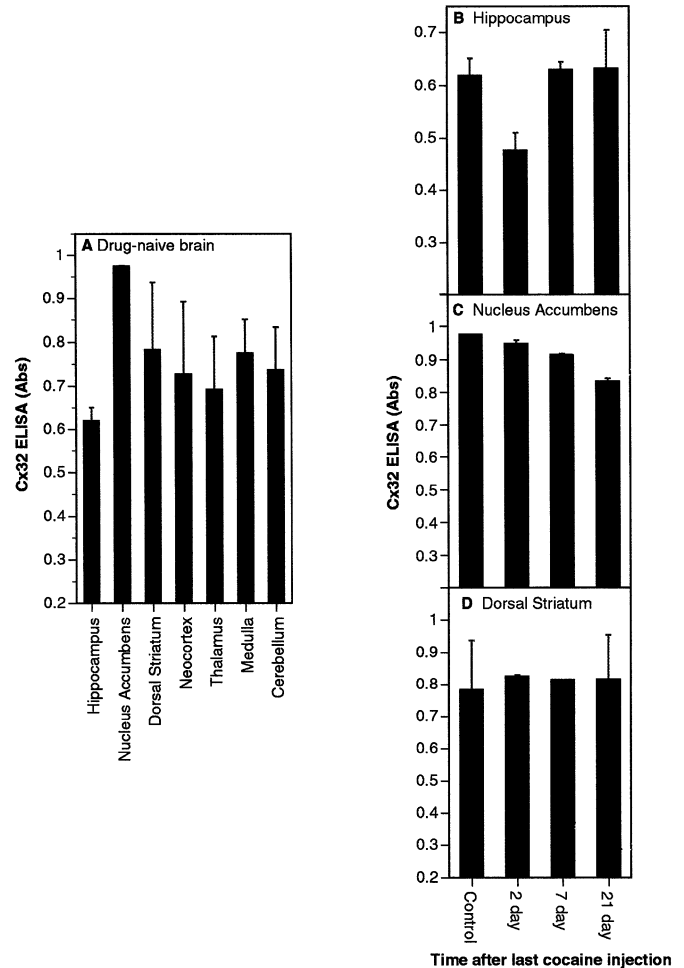 A Drug-naive brain
Cx32 ELISA (Abs)
1
0.9
0.8
0.7
0.6
0.5
0.4
0.3
0.2
Hippocampus
Nucleus Accumbens
Dorsal Striatum
Neocortex
Thalamus
Medulla
Cerebellum
B Hippocampus
0.7
0.6
0.5
0.4
0.3
C Nucleus Accumbens
Cx32 ELISA (Abs)
1
0.9
0.8
0.7
0.6
0.5
0.4
0.3
D Dorsal Striatum
1
0.9
0.8
0.7
0.6
0.5
0.4
0.3
0.2
Control
2 day
7 day
21 day
Time after last cocaine injection